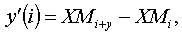 y′(i) = XM_{i+y} − XM_i,